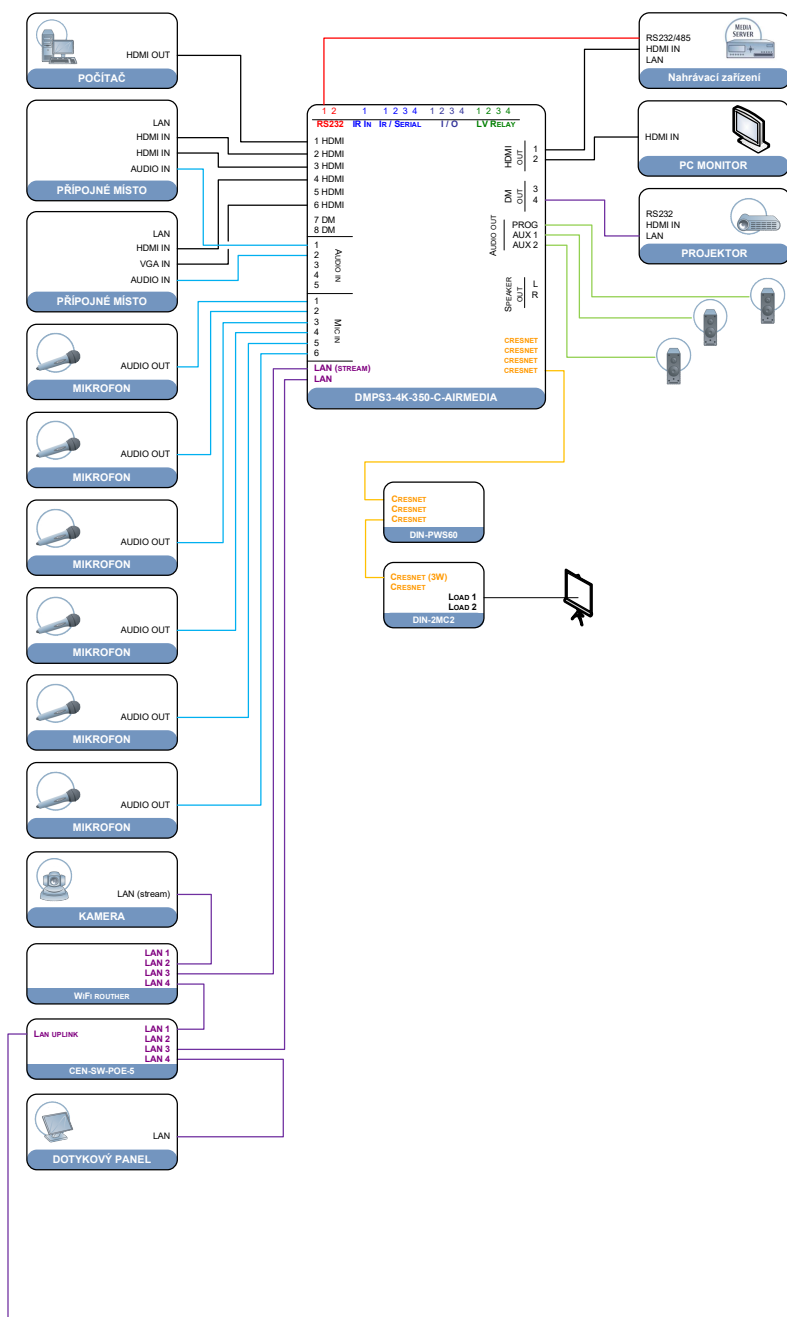 HDMI OUT
POČÍTAČ
LAN
HDMI IN
HDMI IN
AUDIO IN
PŘÍPOJNÉ MÍSTO
LAN
HDMI IN
VGA IN
AUDIO IN
PŘÍPOJNÉ MÍSTO
AUDIO OUT
MIKROFON
AUDIO OUT
MIKROFON
AUDIO OUT
MIKROFON
AUDIO OUT
MIKROFON
AUDIO OUT
MIKROFON
AUDIO OUT
MIKROFON
LAN (stream)
KAMERA
LAN 1
LAN 2
LAN 3
LAN 4
WIFI ROUTHER
LAN UPLINK
LAN 1
LAN 2
LAN 3
LAN 4
CEN-SW-POE-5
LAN
DOTYKOVÝ PANEL
1 2 1 1 2 3 4 1 2 3 4 1 2 3 4
RS232 IR IN IR / SERIAL I / O LV RELAY
1 HDMI
2 HDMI
3 HDMI
4 HDMI
5 HDMI
6 HDMI
7 DM
8 DM
1
2
3
4
5
AUDIO IN
1
2
3
4
5
6
MIC IN
LAN (STREAM)
LAN
HDMI OUT
1
2
DM OUT
3
4
AUDIO OUT
PROG
AUX 1
AUX 2
SPEAKER OUT
L
R
CRESNET
CRESNET
CRESNET
CRESNET
DMPS3-4K-350-C-AIRMEDIA
CRESNET
CRESNET
CRESNET
DIN-PWS60
CRESNET (3W)
CRESNET
LOAD 1
LOAD 2
DIN-2MC2
RS232/485
HDMI IN
LAN
MEDIA SERVER
Nahrávací zařízení
HDMI IN
PC MONITOR
RS232
HDMI IN
LAN
PROJEKTOR